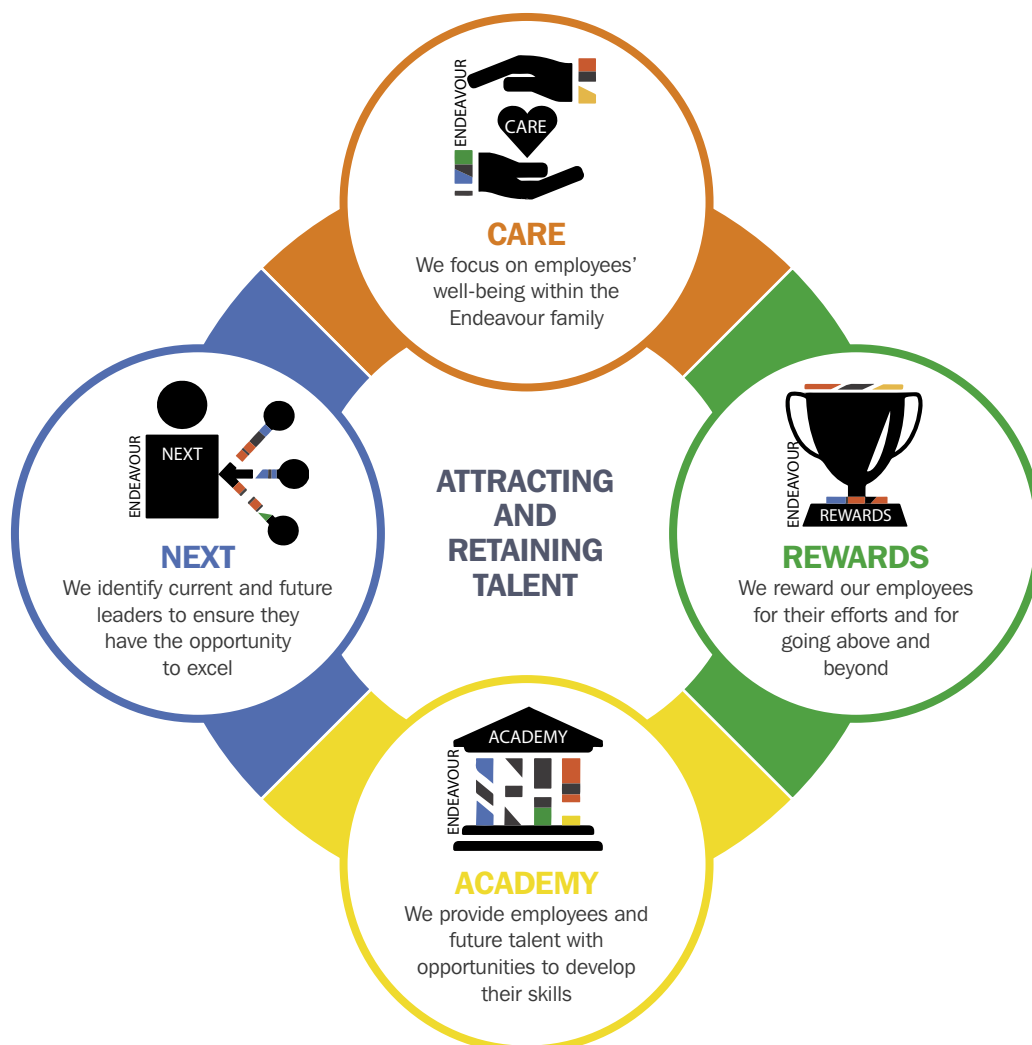 ENDEAVOUR
CARE
CARE
We focus on employees’
well-being within the
Endeavour family
ENDEAVOUR
NEXT
NEXT
We identify current and future
leaders to ensure they
have the opportunity
to excel
ATTRACTING
AND
RETAINING
TALENT
ENDEAVOUR
REWARDS
REWARDS
We reward our employees
for their efforts and for
going above and
beyond
ENDEAVOUR
ACADEMY
ACADEMY
We provide employees and
future talent with
opportunities to develop
their skills